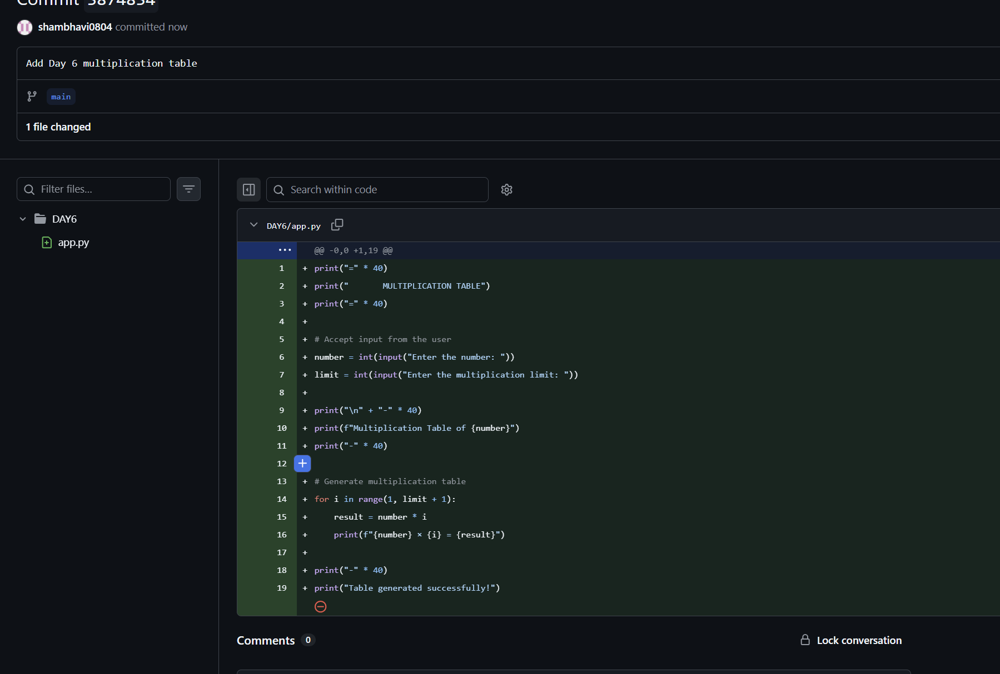 Commit 3874834
shambhavi0804 committed now
Add Day 6 multiplication table
main
1 file changed
Filter files...
Search within code
DAY6
app.py
DAY6/app.py
@@ -0,0 +1,19 @@
1 + print("=" * 40)
2 + print("       MULTIPLICATION TABLE")
3 + print("=" * 40)
4 +
5 + # Accept input from the user
6 + number = int(input("Enter the number: "))
7 + limit = int(input("Enter the multiplication limit: "))
8 +
9 + print("\n" + "-" * 40)
10 + print(f"Multiplication Table of {number}")
11 + print("-" * 40)
12 +
13 + # Generate multiplication table
14 + for i in range(1, limit + 1):
15 +     result = number * i
16 +     print(f"{number} × {i} = {result}")
17 +
18 + print("-" * 40)
19 + print("Table generated successfully!")
Comments 0
Lock conversation